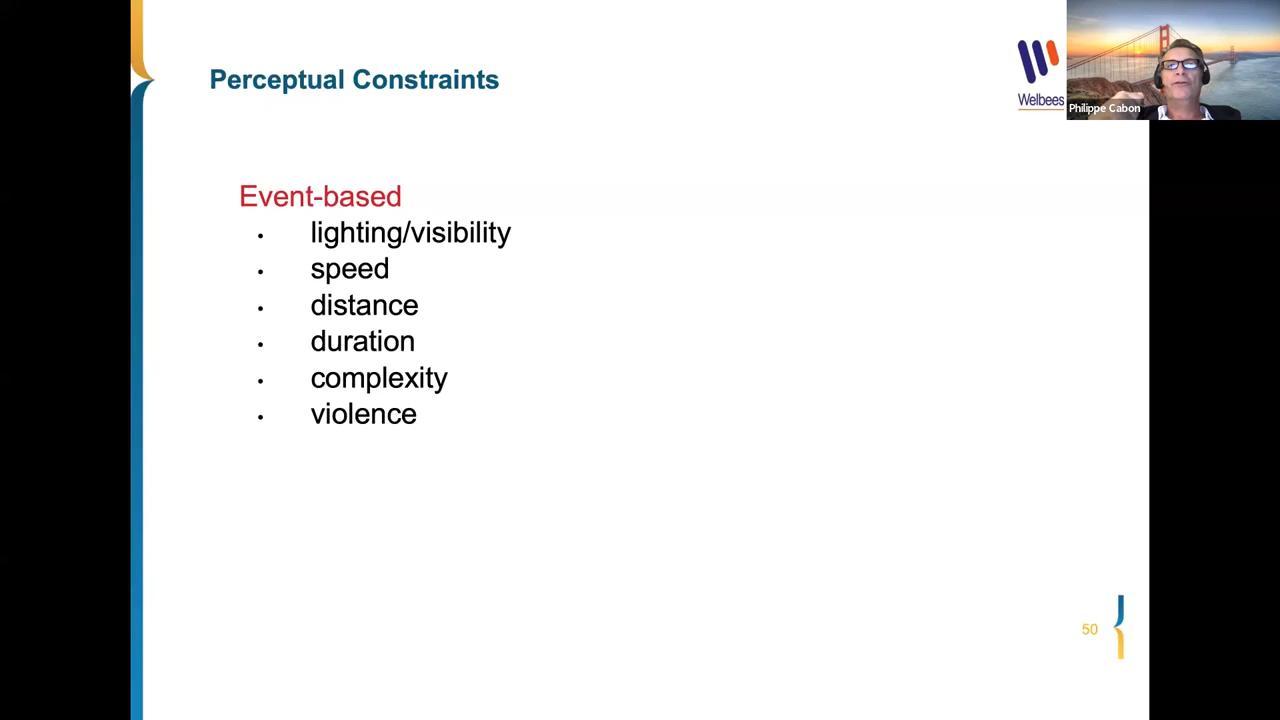 Perceptual Constraints
Welbees
Philippe Cabon
Event-based
• lighting/visibility
• speed
• distance
• duration
• complexity
• violence
50